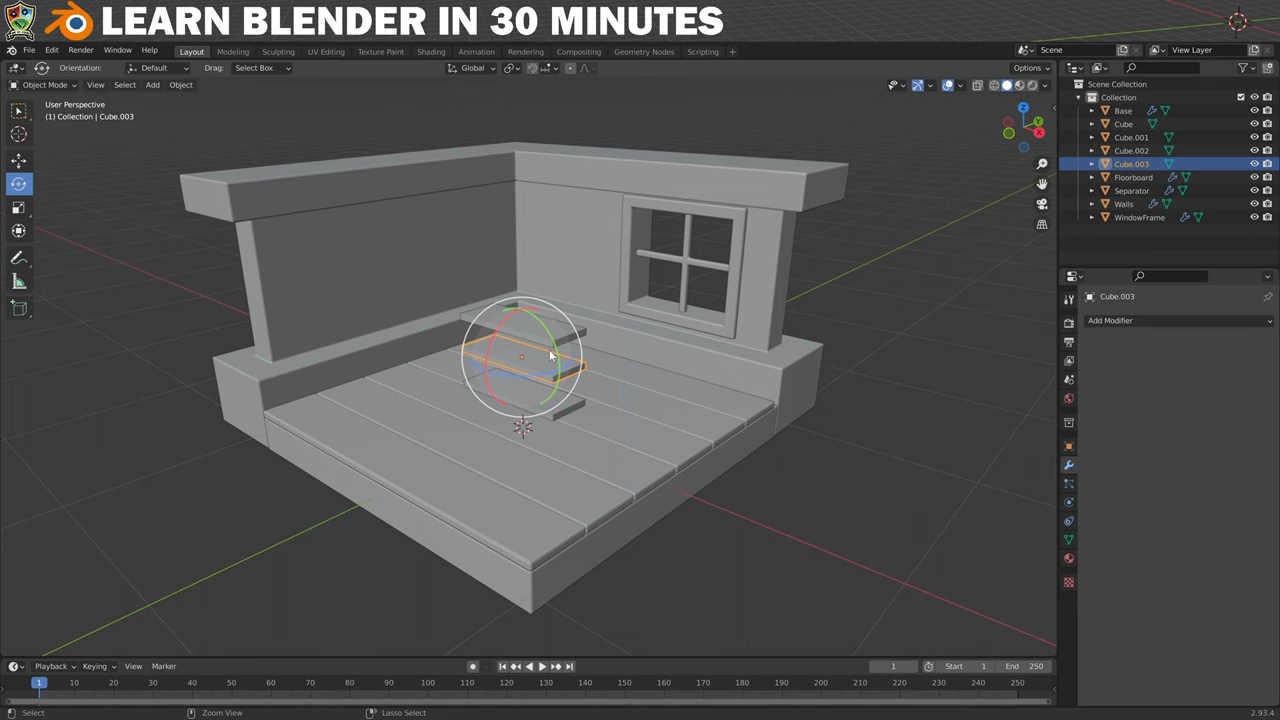 LEARN BLENDER IN 30 MINUTES
File Edit Render Window Help Layout Modeling Sculpting UV Editing Texture Paint Shading Animation Rendering Compositing Geometry Nodes Scripting + Scene View Layer
Orientation: Default Drag: Select Box Global Options
Object Mode View Select Add Object
User Perspective
(1) Collection | Cube.003
Z
Y
X
Scene Collection
Collection
Base
Cube
Cube.001
Cube.002
Cube.003
Floorboard
Separator
Walls
WindowFrame
Cube.003
Add Modifier
Playback Keying View Marker 1 Start 1 End 250
1 10 20 30 40 50 60 70 80 90 100 110 120 130 140 150 160 170 180 190 200 210 220 230 240 250
Select Zoom View Lasso Select 2.93.4